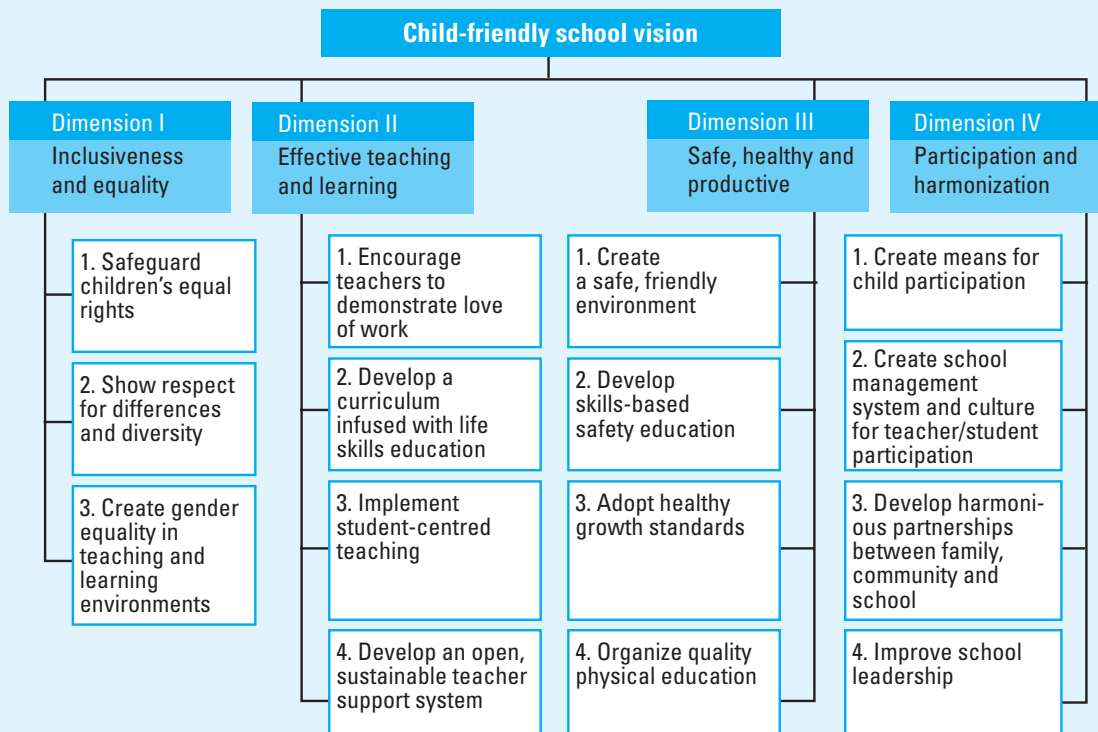 Child-friendly school vision
Dimension I
Inclusiveness
and equality
1. Safeguard
children's equal
rights
2. Show respect
for differences
and diversity
3. Create gender
equality in
teaching and
learning
environments
Dimension II
Effective teaching
and learning
1. Encourage
teachers to
demonstrate love
of work
2. Develop a
curriculum
infused with life
skills education
3. Implement
student-centred
teaching
4. Develop an open,
sustainable teacher
support system
Dimension III
Safe, healthy and
productive
1. Create
a safe, friendly
environment
2. Develop
skills-based
safety education
3. Adopt healthy
growth standards
4. Organize quality
physical education
Dimension IV
Participation and
harmonization
1. Create means for
child participation
2. Create school
management
system and culture
for teacher/student
participation
3. Develop harmoni-
ous partnerships
between family,
community and
school
4. Improve school
leadership